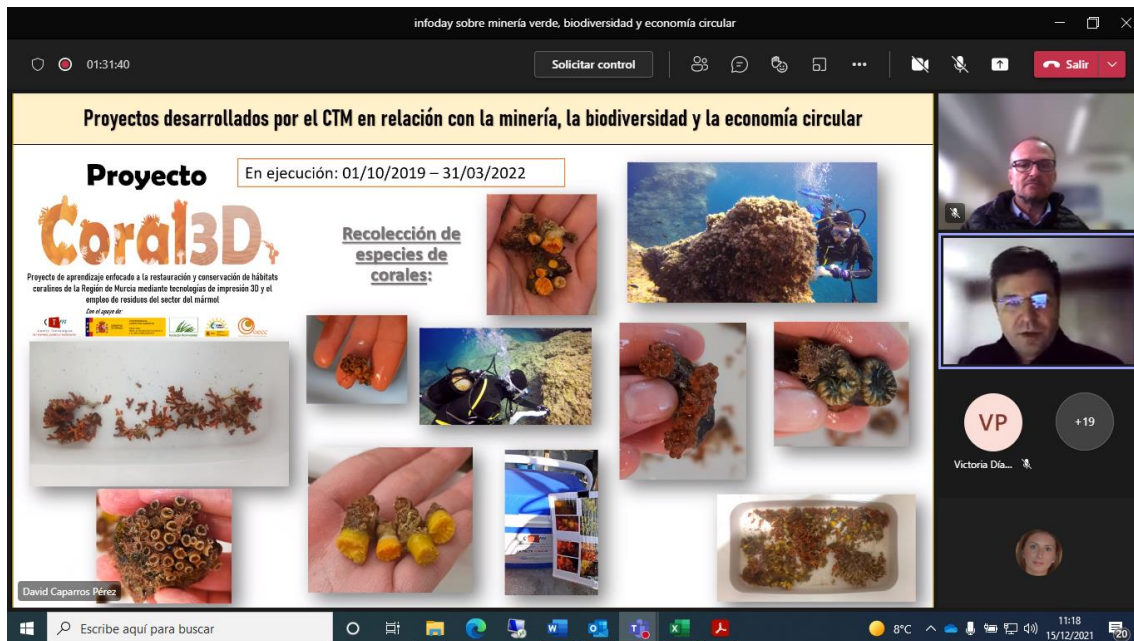 infoday sobre minería verde, biodiversidad y economía circular
01:31:40
Solicitar control
Salir
Proyectos desarrollados por el CTM en relación con la minería, la biodiversidad y la economía circular
Proyecto
En ejecución: 01/10/2019 – 31/03/2022
Coral3D
Recolección de
especies de
corales:
Proyecto de aprendizaje enfocado a la restauración y conservación de hábitats
coralinos de la Región de Murcia mediante tecnologías de impresión 3D y el
empleo de residuos del sector del mármol
Con el apoyo de:
VP
+19
Victoria Día...
David Caparros Pérez
Escribe aquí para buscar
8°C
11:18
15/12/2021
20